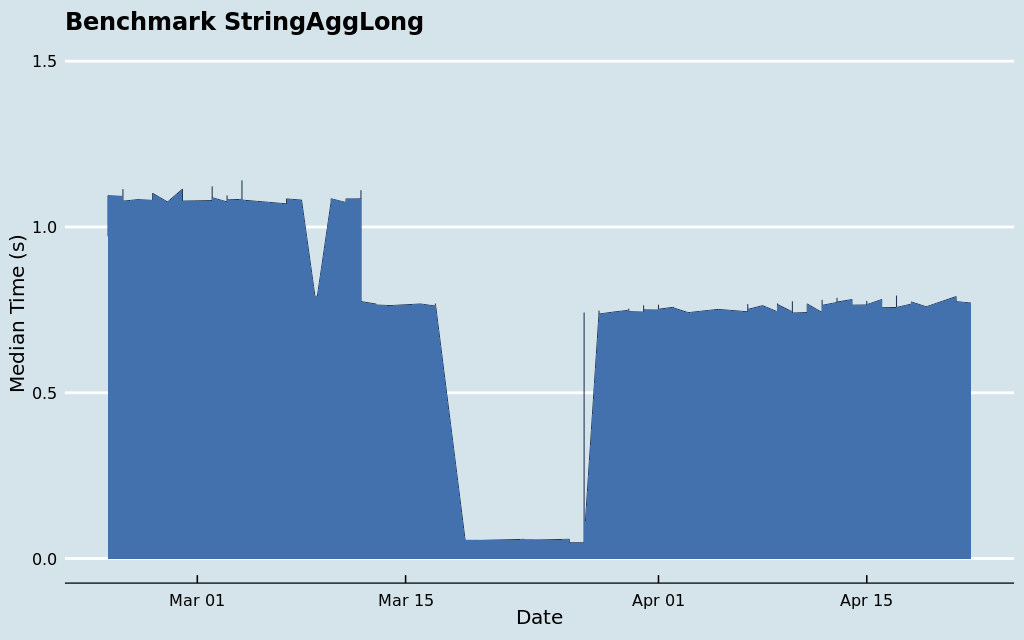 Benchmark StringAggLong
Median Time (s)
1.5
1.0
0.5
0.0
Mar 01
Mar 15
Apr 01
Apr 15
Date